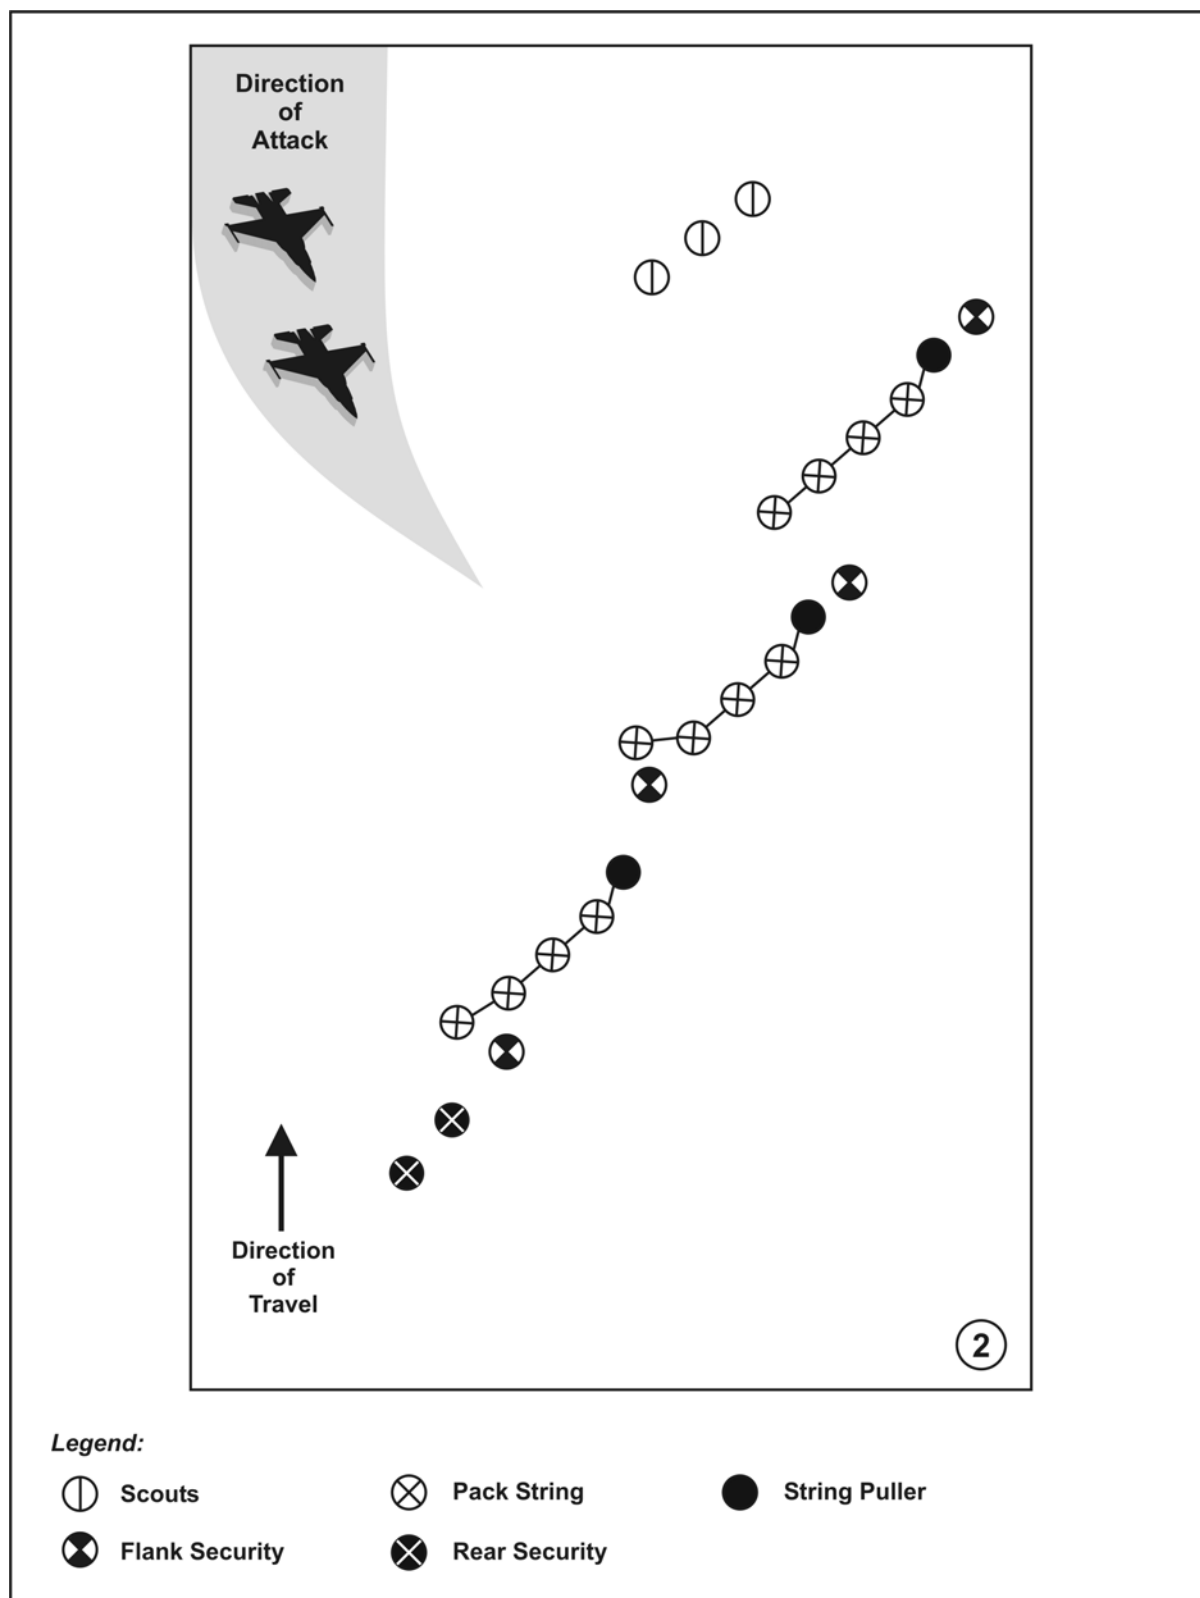 Direction
of
Attack
Direction
of
Travel
2
Legend:
Scouts
Pack String
String Puller
Flank Security
Rear Security